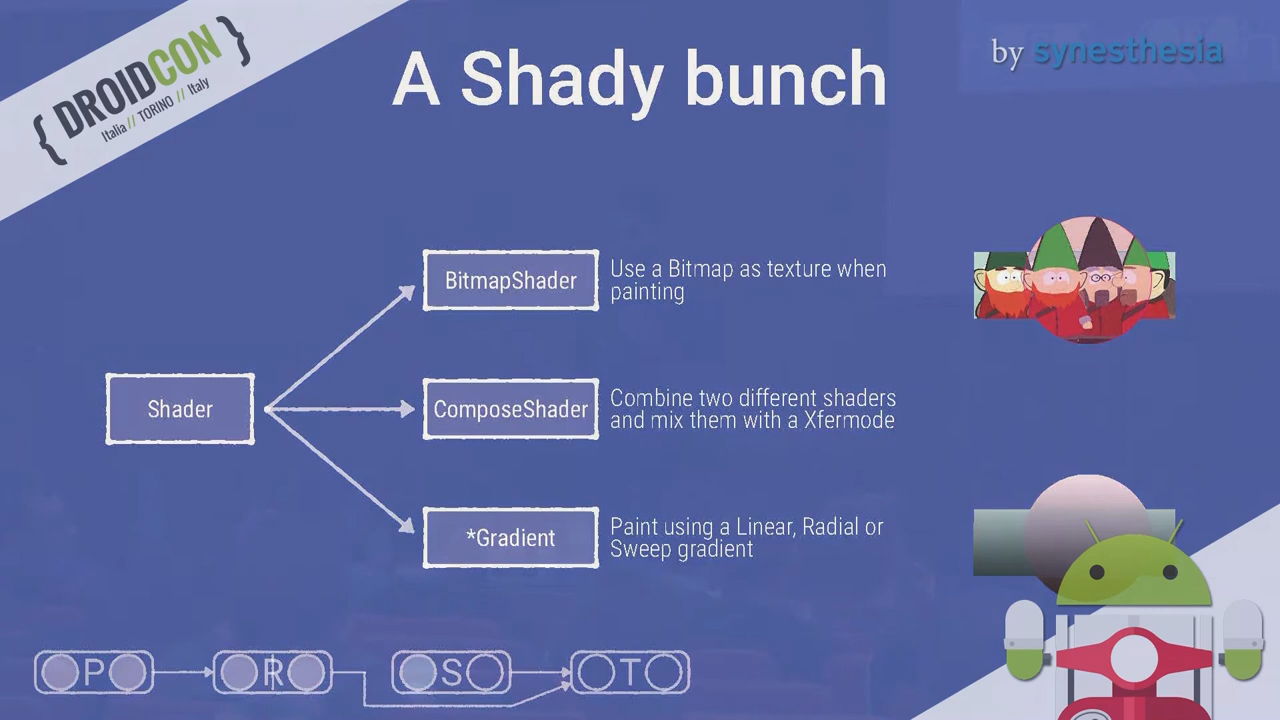 { DROIDCON }
Italia // TORINO // Italy
A Shady bunch
by synesthesia
BitmapShader
Use a Bitmap as texture when
painting
Shader
ComposeShader
Combine two different shaders
and mix them with a Xfermode
*Gradient
Paint using a Linear, Radial or
Sweep gradient
P
R
S
T